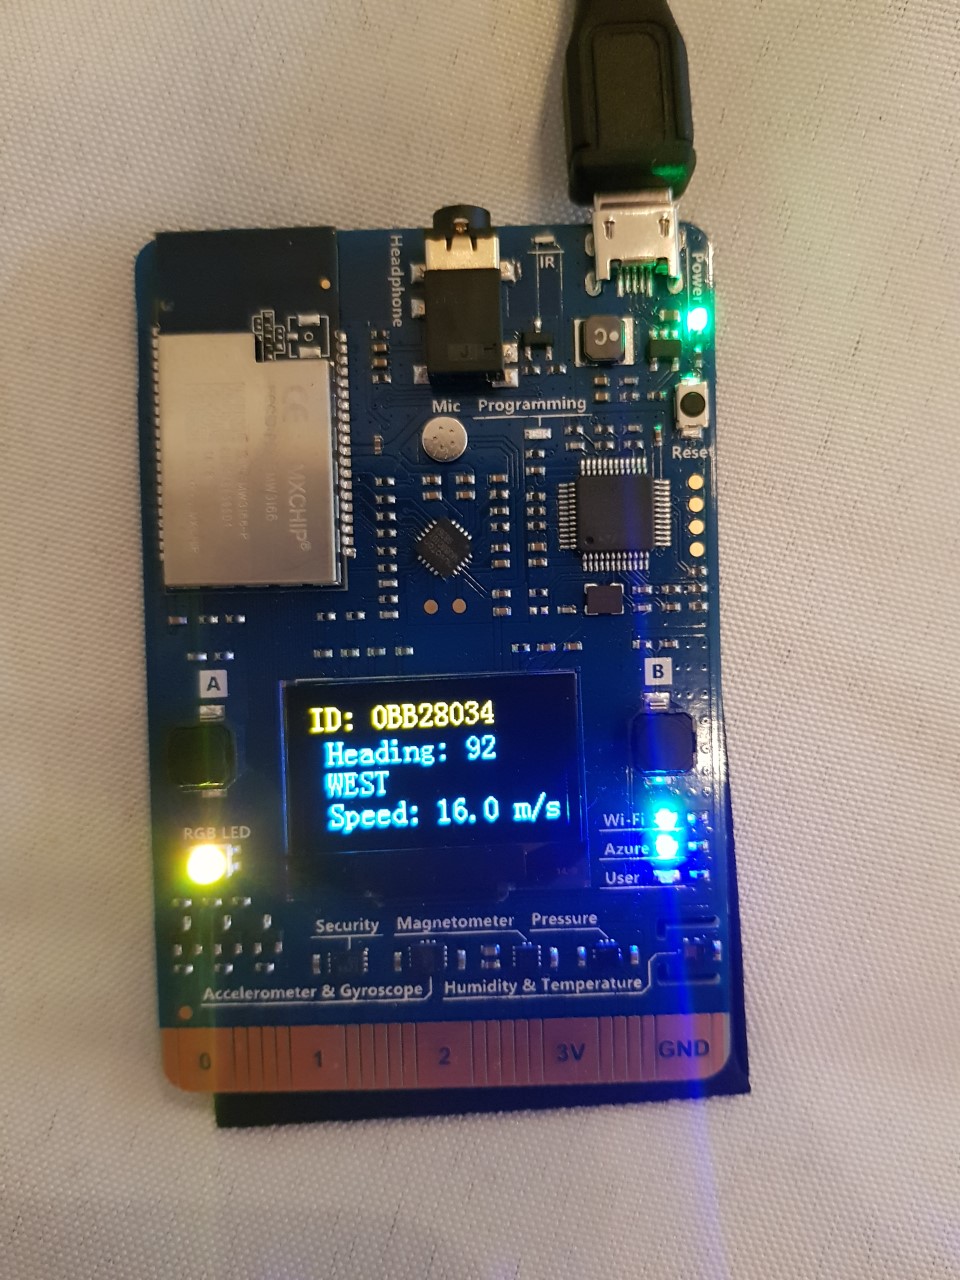 Headphone
IR
Power
Mic
Programming
Reset
MXCHIP®
A
B
ID: 0BB28034
Heading: 92
WEST
Speed: 16.0 m/s
RGB LED
Wi-Fi
Azure
User
Security
Magnetometer
Pressure
Accelerometer & Gyroscope
Humidity & Temperature
0
1
2
3V
GND